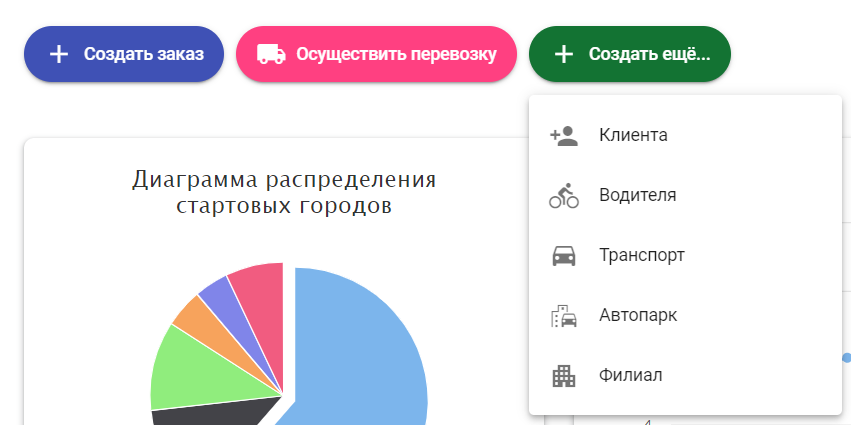 Создать заказ
Осуществить перевозку
Создать ещё...
Клиента
Водителя
Транспорт
Автопарк
Филиал
Диаграмма распределения
стартовых городов